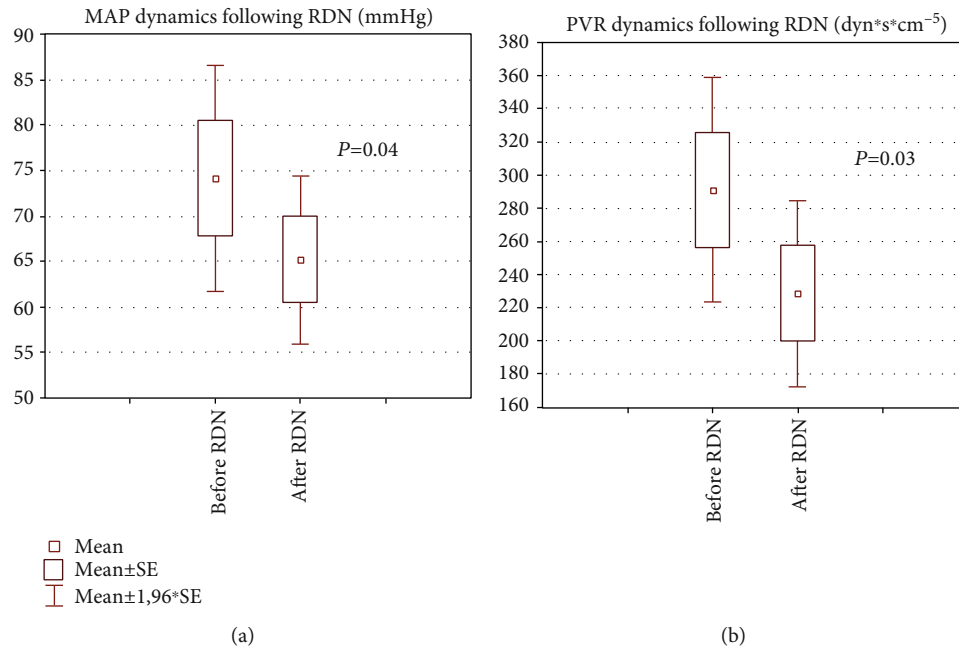 MAP dynamics following RDN (mmHg)
90
85
80
75
70
65
60
55
50
P=0.04
Before RDN
After RDN
Mean
Mean±SE
Mean±1,96*SE
(a)
PVR dynamics following RDN (dyn*s*cm⁻⁵)
380
360
340
320
300
280
260
240
220
200
180
160
P=0.03
Before RDN
After RDN
(b)